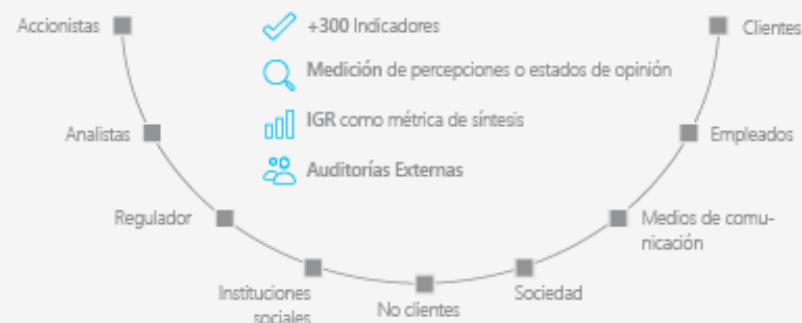 Accionistas
+300 Indicadores
Clientes
Medición de percepciones o estados de opinión
IGR como métrica de síntesis
Analistas
Empleados
Auditorías Externas
Regulador
Medios de comu-
nicación
Instituciones
sociales
No clientes
Sociedad